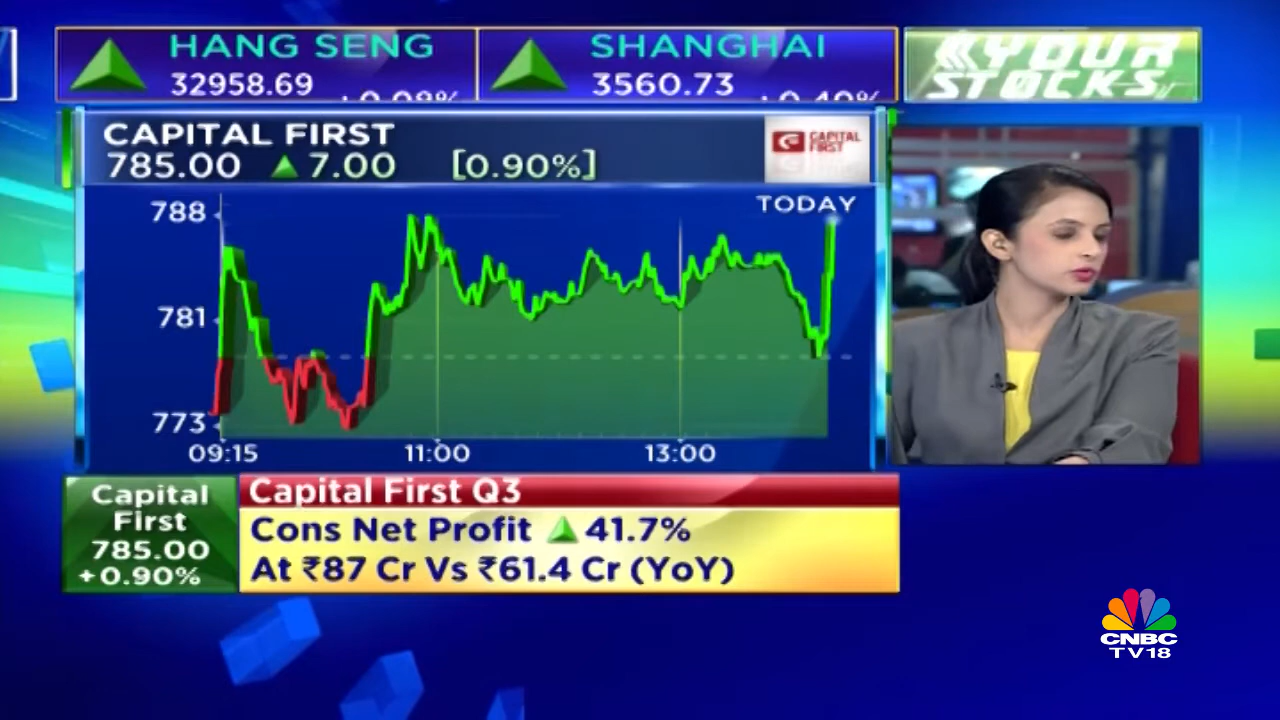 HANG SENG
32958.69
SHANGHAI
3560.73
YOUR
STOCKS
CAPITAL FIRST
785.00 7.00 [0.90%]
CAPITAL
FIRST
TODAY
788
781
773
09:15 11:00 13:00
Capital
First
785.00
+0.90%
Capital First Q3
Cons Net Profit 41.7%
At ₹87 Cr Vs ₹61.4 Cr (YoY)
CNBC
TV18